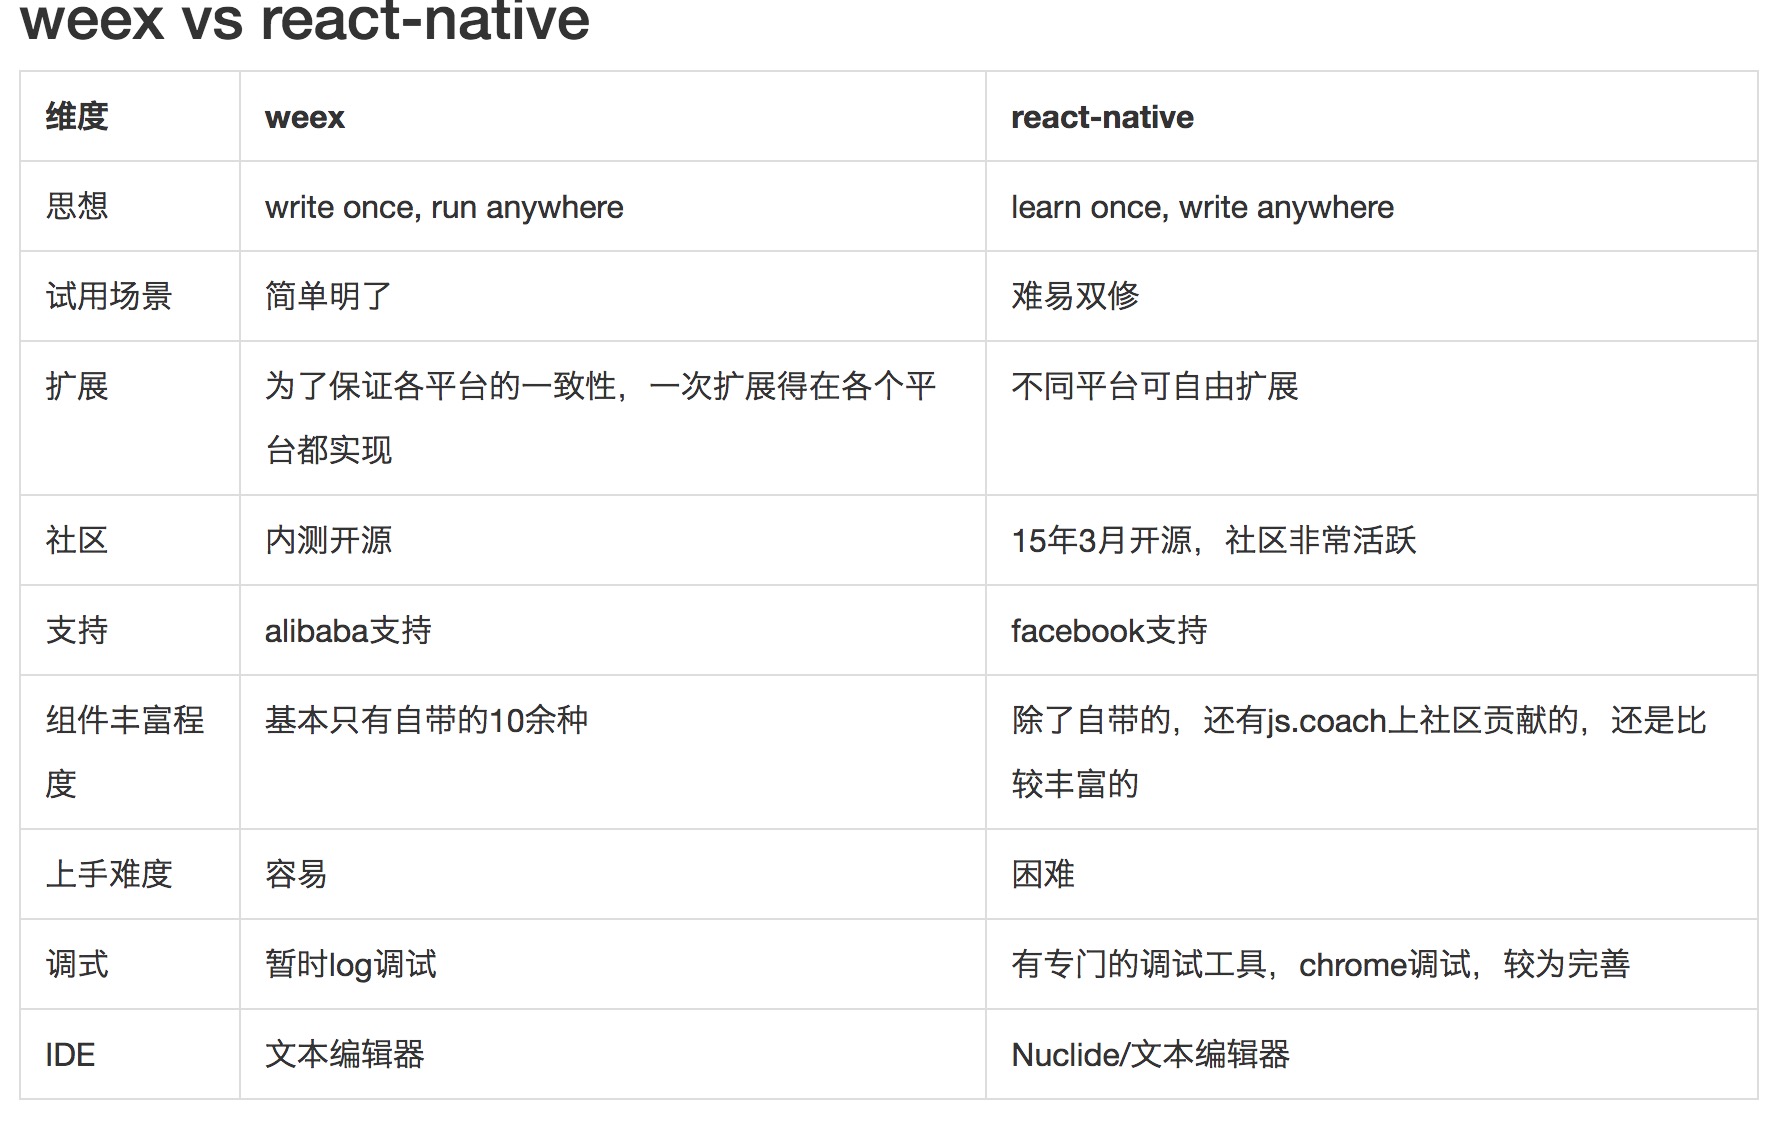 weex vs react-native
维度 weex react-native
思想 write once, run anywhere learn once, write anywhere
试用场景 简单明了 难易双修
扩展 为了保证各平台的一致性，一次扩展得在各个平 不同平台可自由扩展
台都实现
社区 内测开源 15年3月开源，社区非常活跃
支持 alibaba支持 facebook支持
组件丰富程 基本只有自带的10余种 除了自带的，还有js.coach上社区贡献的，还是比
度 较丰富的
上手难度 容易 困难
调式 暂时log调试 有专门的调试工具，chrome调试，较为完善
IDE 文本编辑器 Nuclide/文本编辑器